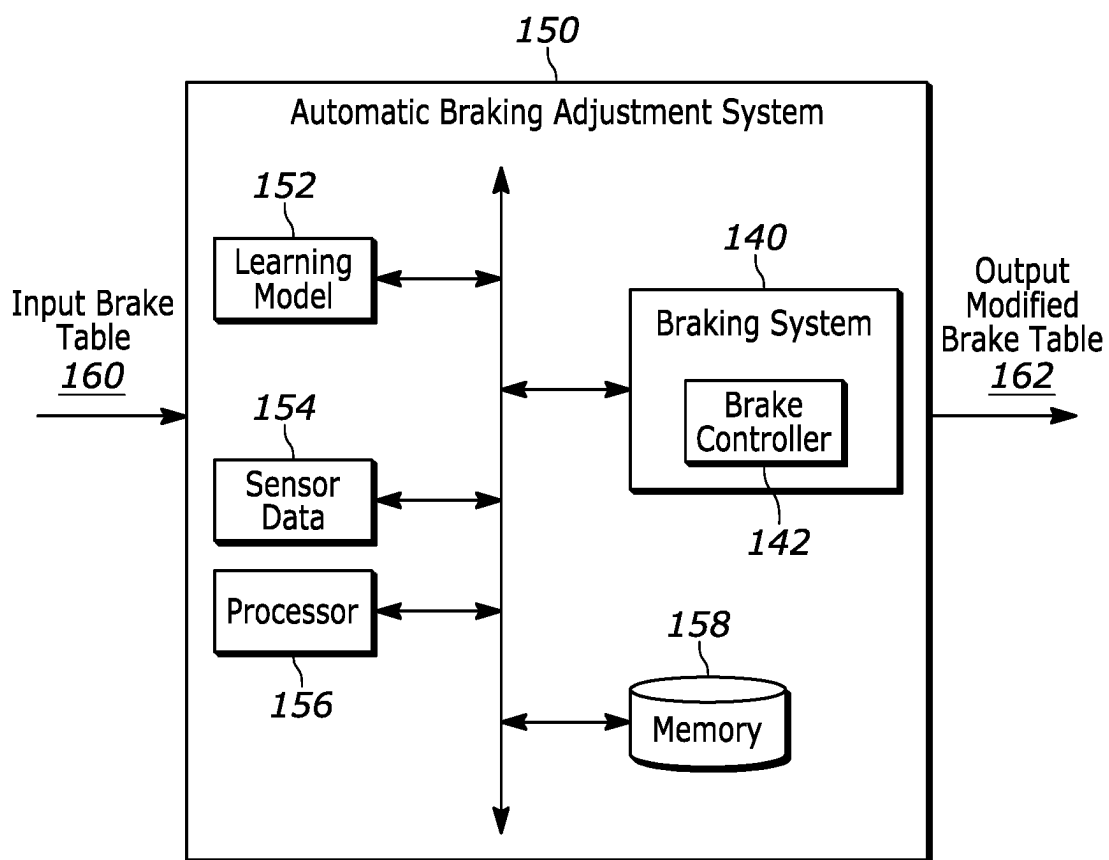 150
Automatic Braking Adjustment System
152
Learning
Model
Input Brake
Table
160
154
Sensor
Data
Processor
156
140
Braking System
Brake
Controller
142
158
Memory
Output
Modified
Brake Table
162